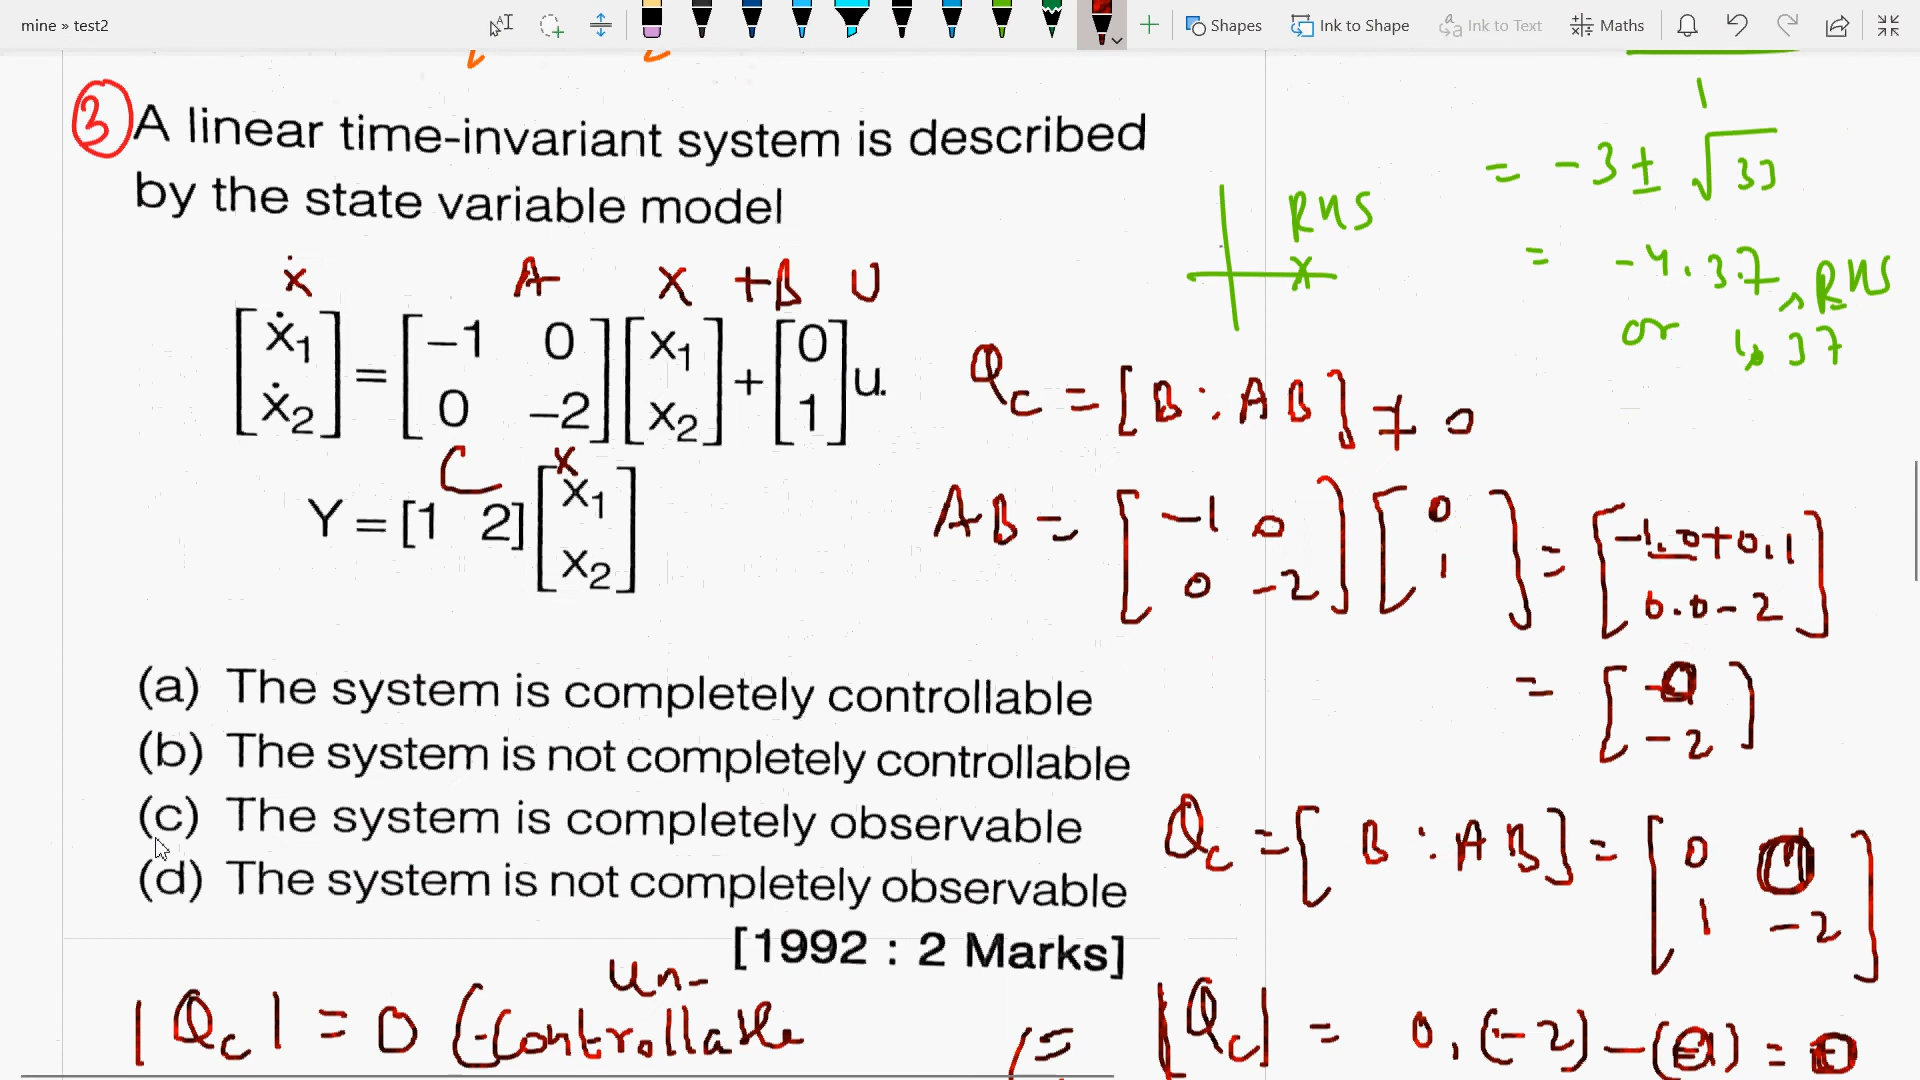 mine » test2
Shapes
Ink to Shape
Ink to Text
Maths
3 A linear time-invariant system is described
by the state variable model
ẋ A X +B U
[ẋ1 ẋ2] = [−1 0 0 −2] [x1 x2] + [0 1] u.
C X
Y = [1 2] [x1 x2]
(a) The system is completely controllable
(b) The system is not completely controllable
(c) The system is completely observable
(d) The system is not completely observable
[1992 : 2 Marks]
|Qc| = 0 (un-controllable
1
= -3 ± √33
RHS
x
= -4.37, RHS
or 1.37
Qc = [B : AB] ≠ 0
AB = [-1 0 0 -2] [0 1] = [-1.0+0.1 0.0-2]
= [0 -2]
Qc = [B : AB] = [0 0 1 -2]
|Qc| = 0.(-2) - (0) = 0